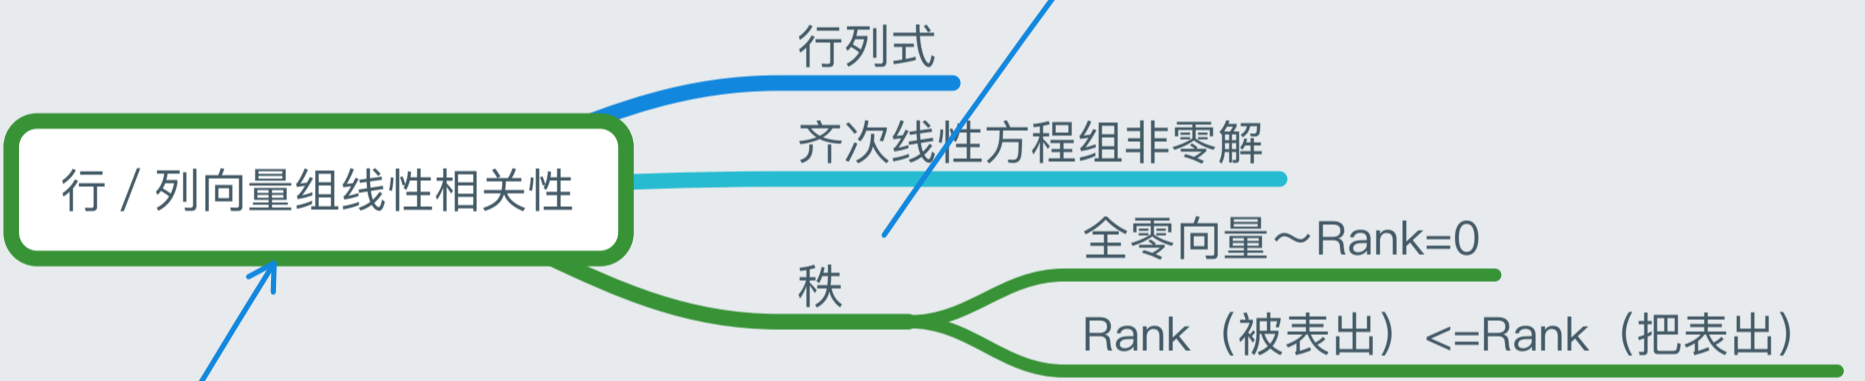 行列式
齐次线性方程组非零解
行 / 列向量组线性相关性
全零向量～Rank=0
秩
Rank（被表出）<=Rank（把表出）